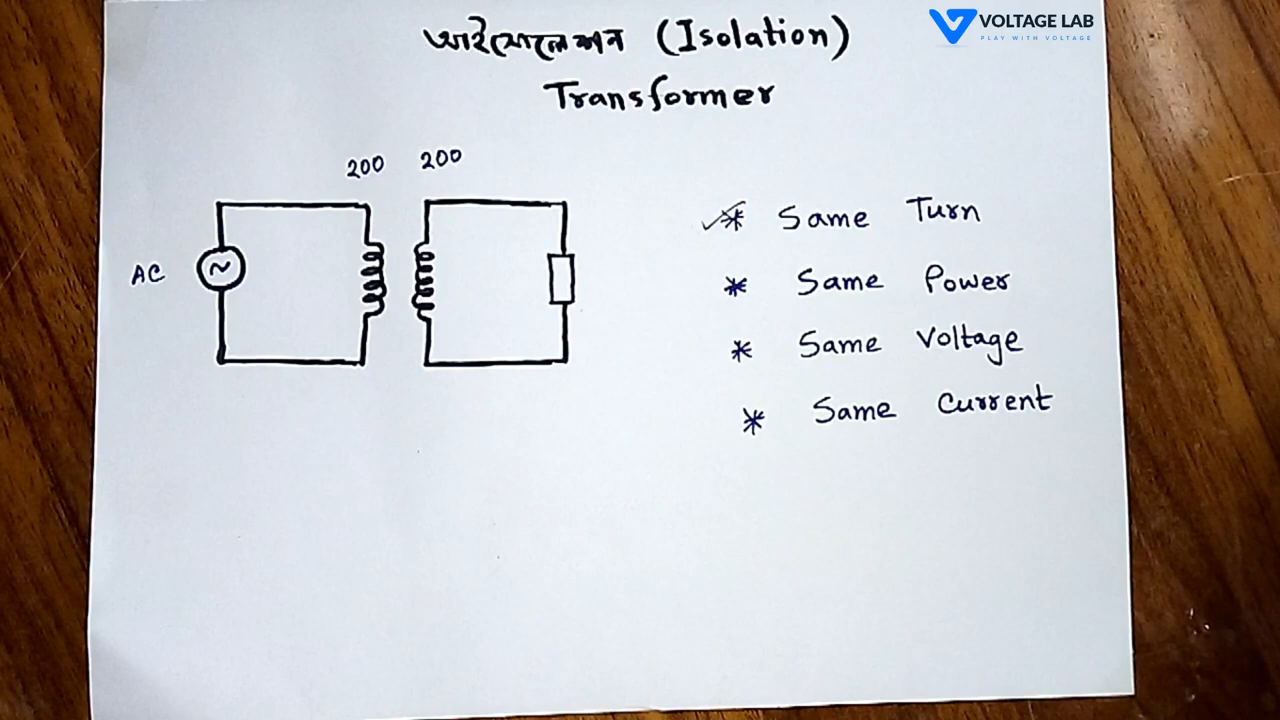 আইসোলেশন (Isolation)
Transformer
VOLTAGE LAB
PLAY WITH VOLTAGE
200 200
AC
* Same Turn
* Same Power
* Same Voltage
* Same Current